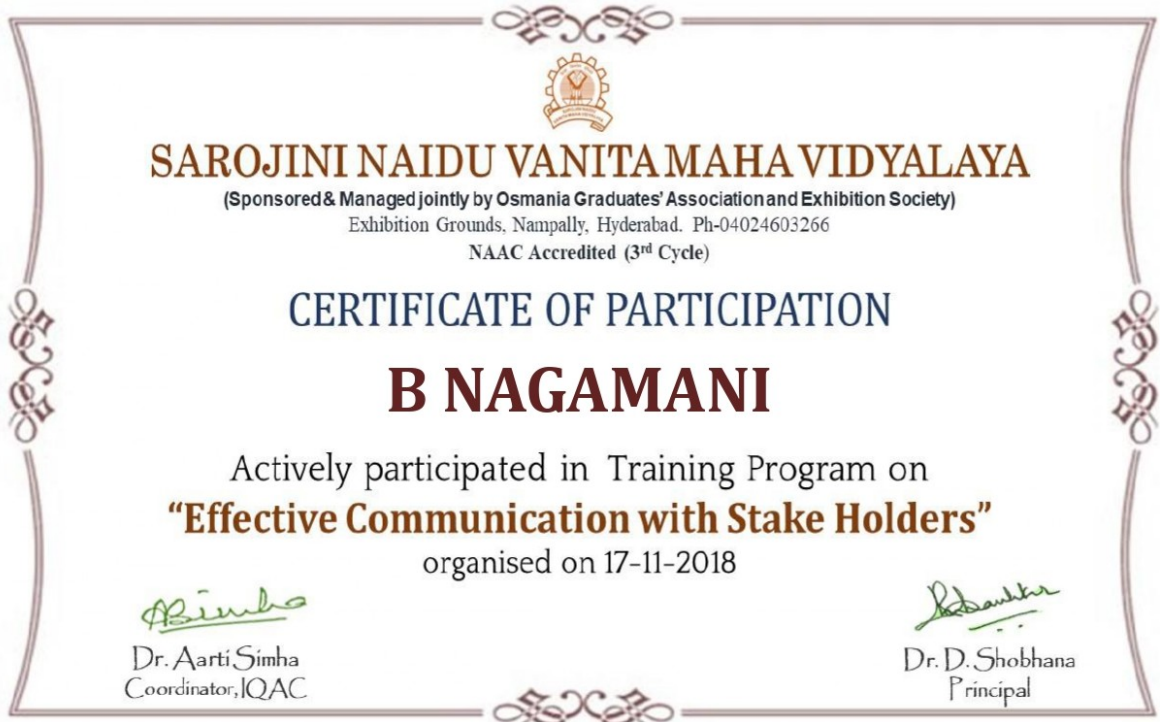 SAROJINI NAIDU VANITA MAHA VIDYALAYA
(Sponsored & Managed jointly by Osmania Graduates' Association and Exhibition Society)
Exhibition Grounds, Nampally, Hyderabad. Ph-04024603266
NAAC Accredited (3rd Cycle)
CERTIFICATE OF PARTICIPATION
B NAGAMANI
Actively participated in Training Program on
“Effective Communication with Stake Holders”
organised on 17-11-2018
Dr. Aarti Simha
Coordinator, IQAC
Dr. D. Shobhana
Principal